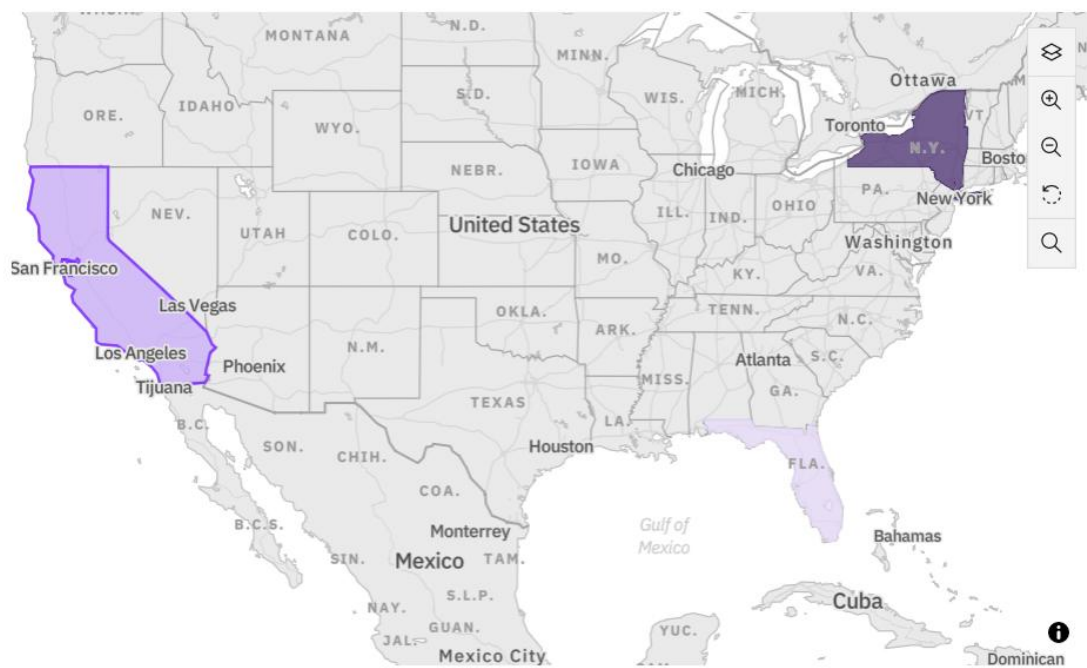 MONTANA
N.D.
MINN.
Ottawa
ORE.
IDAHO
S.D.
WIS.
MICH.
VT.
WYO.
Toronto
N.Y.
NEBR.
IOWA
Chicago
Bosto
NEV.
UTAH
COLO.
United States
ILL.
IND.
OHIO
PA.
New York
Washington
San Francisco
MO.
KY.
VA.
Las Vegas
OKLA.
TENN.
N.C.
Los Angeles
Phoenix
N.M.
ARK.
Atlanta
S.C.
Tijuana
TEXAS
MISS.
GA.
B.C.
SON.
CHIH.
Houston
LA.
FLA.
COA.
B.C.S.
Monterrey
Gulf of
Mexico
Bahamas
SIN.
Mexico
TAM.
S.L.P.
Cuba
NAY.
GUAN.
YUC.
JAL.
Mexico City
Dominican